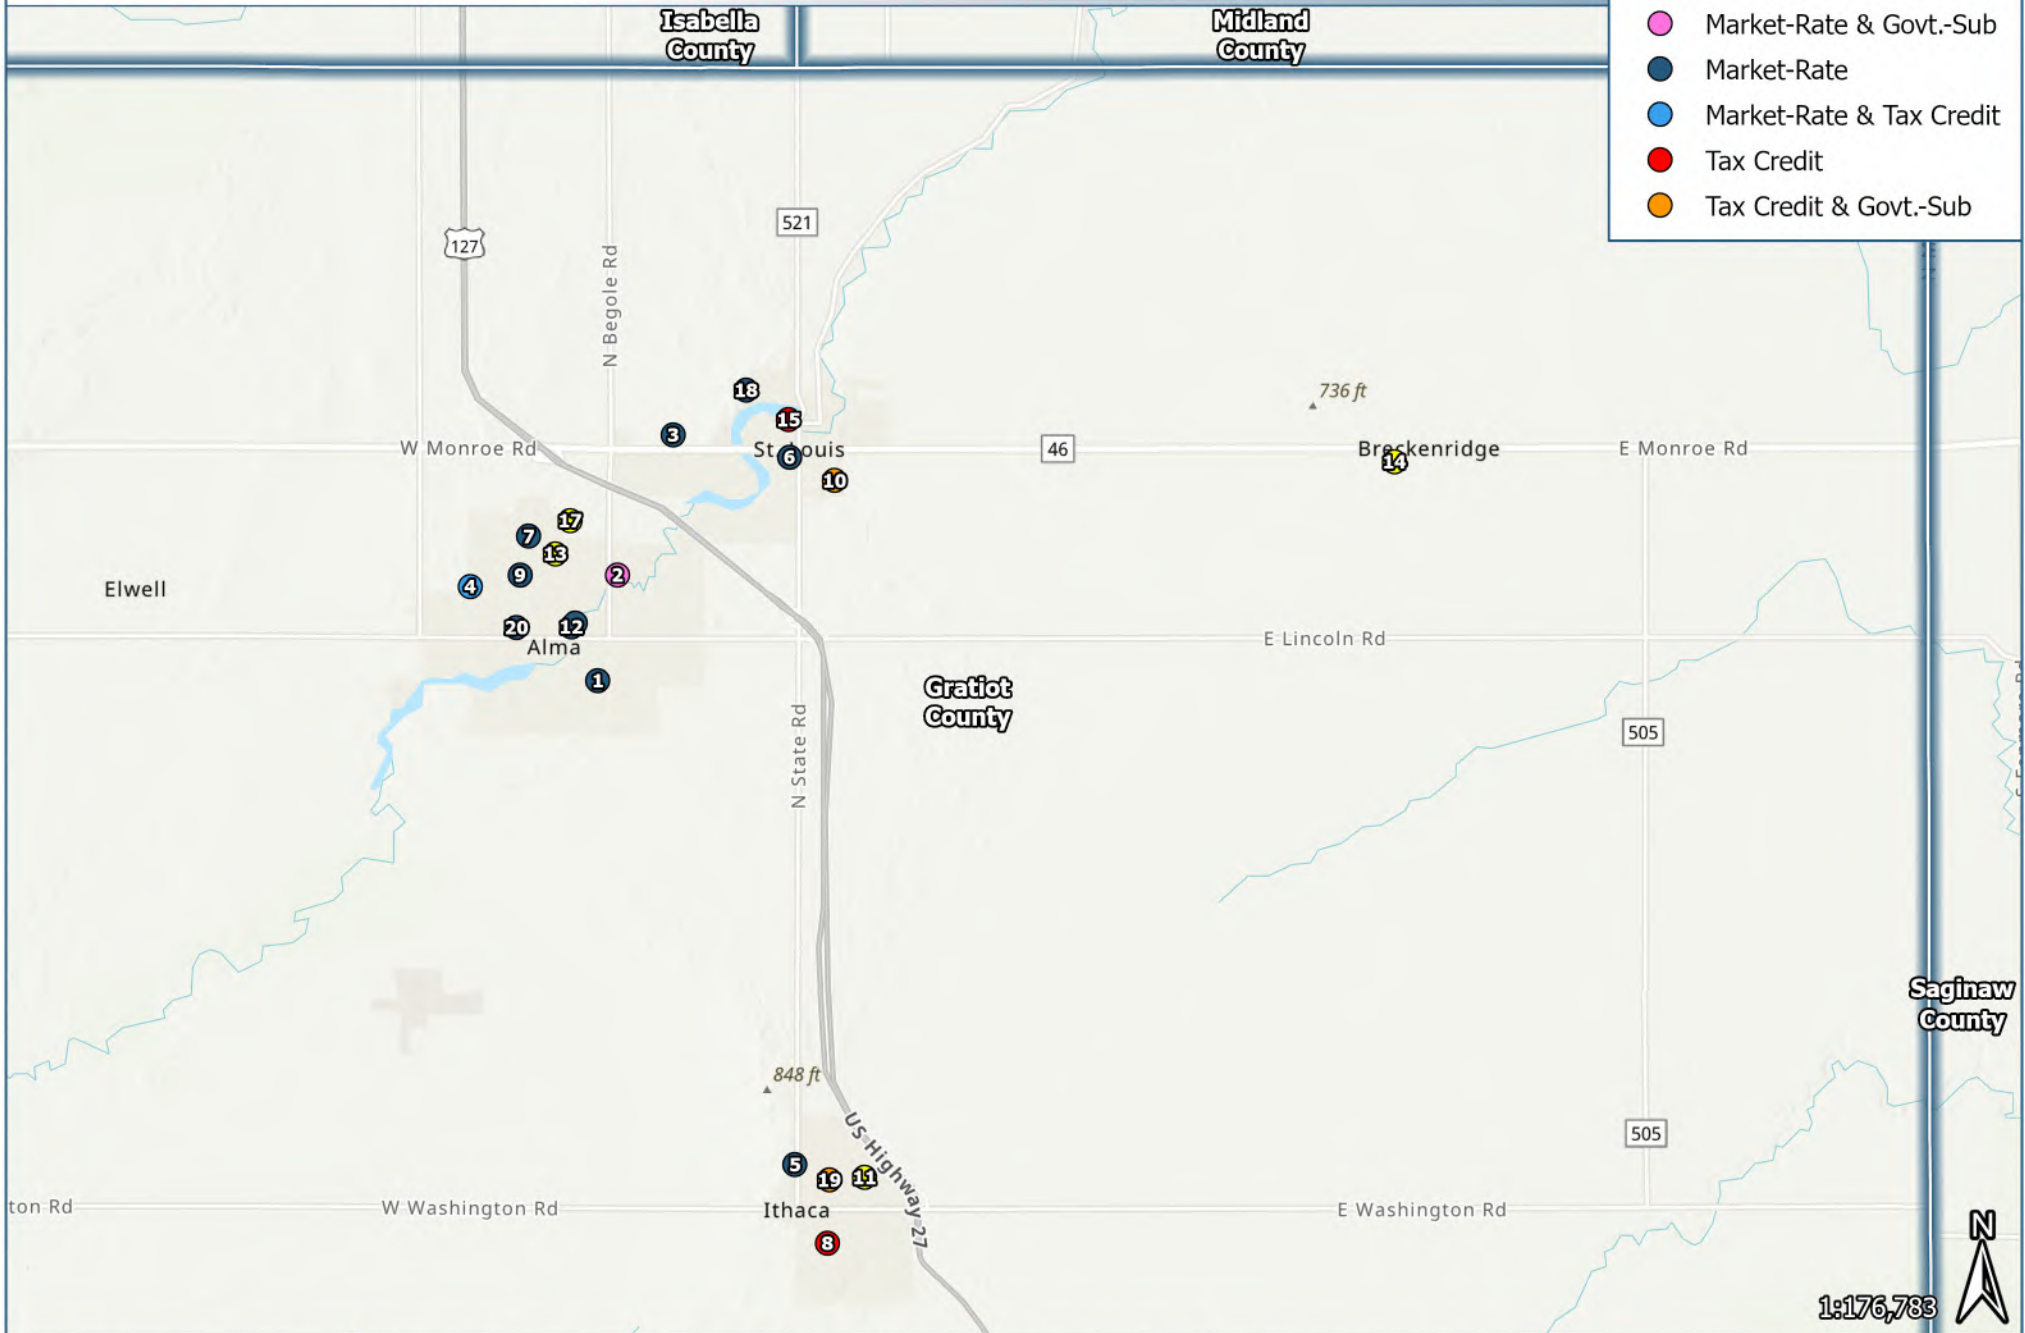 Isabella
County
Midland
County
Market-Rate & Govt.-Sub
Market-Rate
Market-Rate & Tax Credit
Tax Credit
Tax Credit & Govt.-Sub
521
127
N Begole Rd
736 ft
18
15
3
W Monroe Rd
St. Louis
6
46
Breckenridge
14
E Monroe Rd
10
17
7
13
9
2
4
Elwell
20
12
Alma
E Lincoln Rd
1
Gratiot
County
505
N State Rd
Saginaw
County
848 ft
US Highway 27
505
5
19
11
ton Rd
W Washington Rd
Ithaca
E Washington Rd
8
N
1:176,783